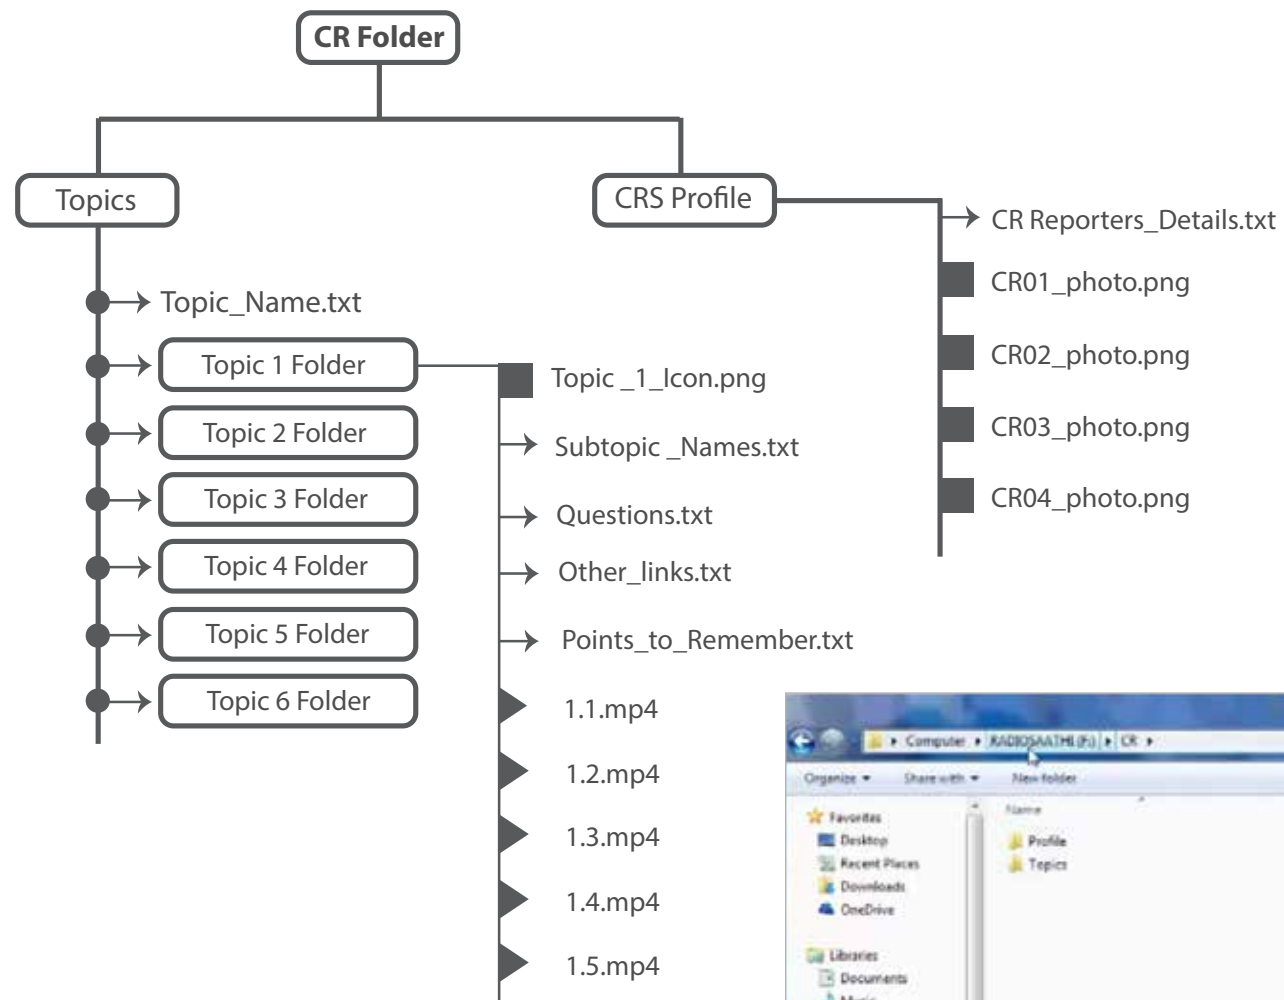 CR Folder
Topics
CRS Profile
Topic_Name.txt
Topic 1 Folder
Topic 2 Folder
Topic 3 Folder
Topic 4 Folder
Topic 5 Folder
Topic 6 Folder
Topic _1_Icon.png
Subtopic _Names.txt
Questions.txt
Other_links.txt
Points_to_Remember.txt
1.1.mp4
1.2.mp4
1.3.mp4
1.4.mp4
1.5.mp4
CR Reporters_Details.txt
CR01_photo.png
CR02_photo.png
CR03_photo.png
CR04_photo.png
Computer RADIOSAATHI (F:) CR
Organize Share with New folder
Favorites
Desktop
Recent Places
Downloads
OneDrive
Libraries
Documents
Music
Name
Profile
Topics